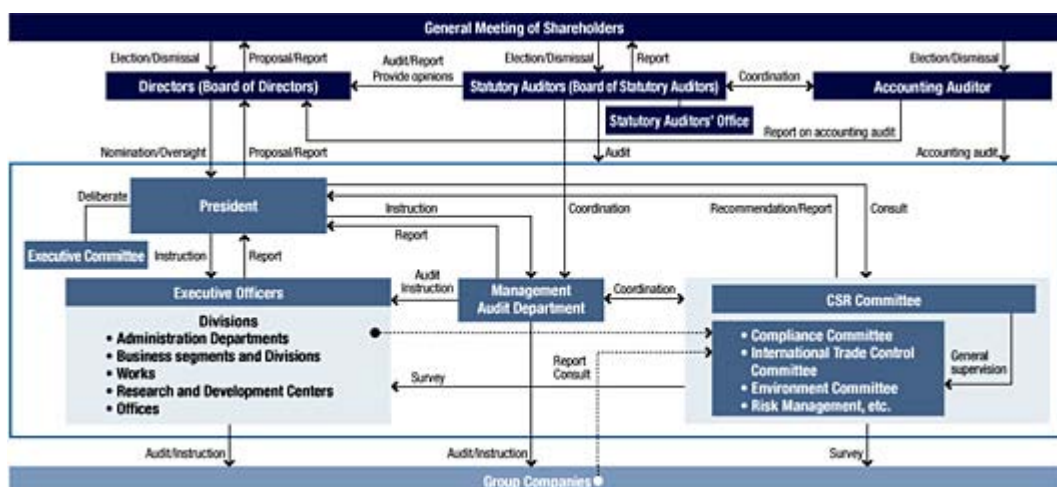 General Meeting of Shareholders
Election/Dismissal
Proposal/Report
Audit/Report
Provide opinions
Election/Dismissal
Report
Coordination
Election/Dismissal
Directors (Board of Directors)
Statutory Auditors (Board of Statutory Auditors)
Accounting Auditor
Statutory Auditors' Office
Report on accounting audit
Nomination/Oversight
Proposal/Report
Audit
Accounting audit
Deliberate
President
Instruction
Report
Coordination
Recommendation/Report
Consult
Executive Committee
Instruction
Report
Executive Officers
Audit
Instruction
Management
Audit Department
Coordination
CSR Committee
Divisions
• Administration Departments
• Business segments and Divisions
• Works
• Research and Development Centers
• Offices
Report
Consult
Survey
• Compliance Committee
• International Trade Control
Committee
• Environment Committee
• Risk Management, etc.
General
supervision
Audit/Instruction
Audit/Instruction
Survey
Group Companies